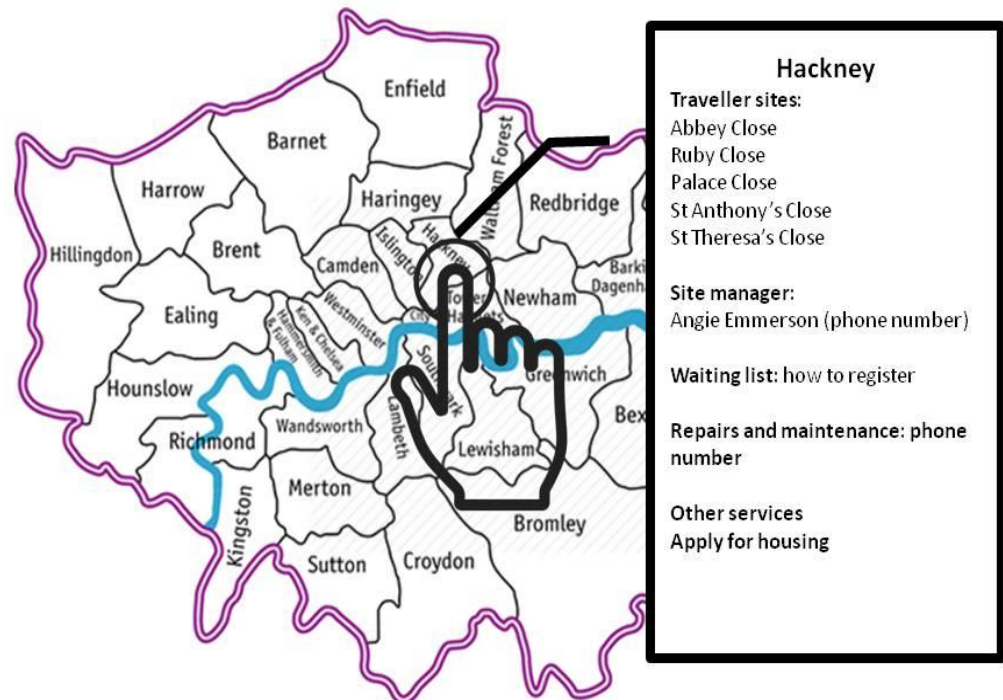 Enfield
Barnet
Harrow
Haringey
Waltham Forest
Redbridge
Hillingdon
Brent
Camden
Islington
Hackney
Newham
Barki
Dagenha
Ealing
Westminster
City
Tower
Hamlets
Ken & Chelsea
Hammersmith
& Fulham
Hounslow
Southwark
Greenwich
Bex
Richmond
Wandsworth
Lambeth
Lewisham
Merton
Kingston
Bromley
Sutton
Croydon
Hackney
Traveller sites:
Abbey Close
Ruby Close
Palace Close
St Anthony's Close
St Theresa's Close
Site manager:
Angie Emmerson (phone number)
Waiting list: how to register
Repairs and maintenance: phone
number
Other services
Apply for housing